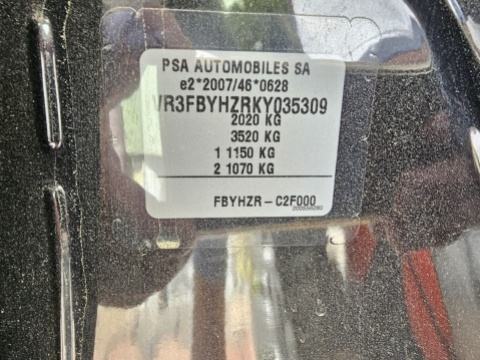 PSA AUTOMOBILES SA
e2*2007/46*0628
VR3FBYHZRKY035309
2020 KG
3520 KG
1 1150 KG
2 1070 KG
FBYHZR - C2F000